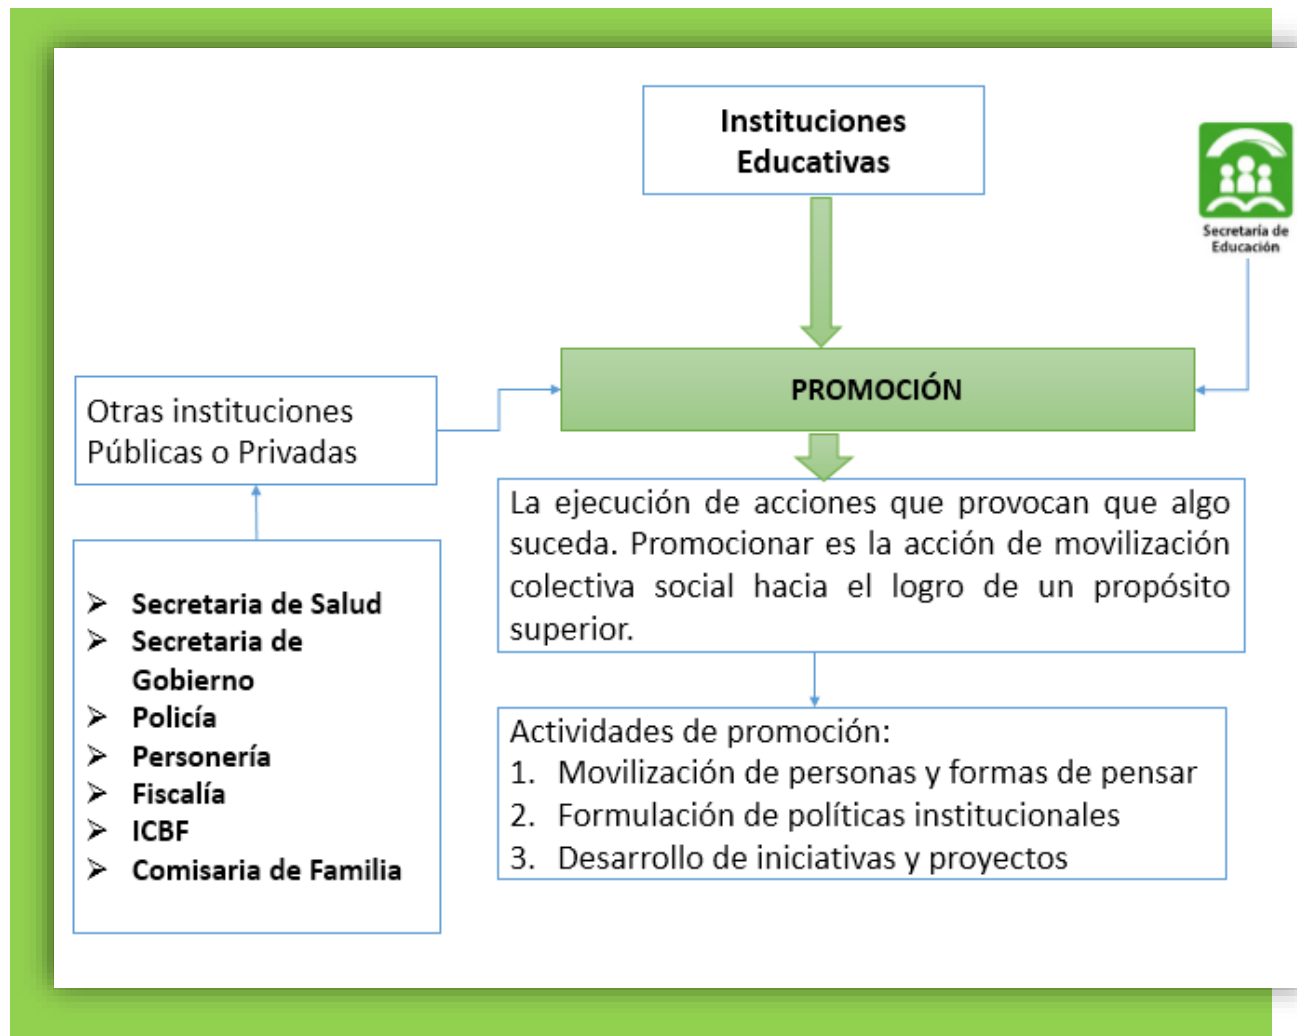 Instituciones
Educativas
Secretaría de
Educación
PROMOCIÓN
Otras instituciones
Públicas o Privadas
La ejecución de acciones que provocan que algo
suceda. Promocionar es la acción de movilización
colectiva social hacia el logro de un propósito
superior.
➢ Secretaria de Salud
➢ Secretaria de
Gobierno
➢ Policía
➢ Personería
➢ Fiscalía
➢ ICBF
➢ Comisaria de Familia
Actividades de promoción:
1. Movilización de personas y formas de pensar
2. Formulación de políticas institucionales
3. Desarrollo de iniciativas y proyectos